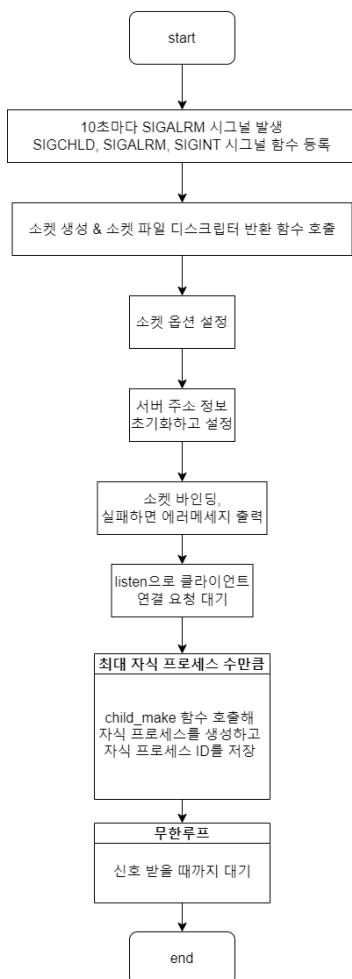 start
10초마다 SIGALRM 시그널 발생
SIGCHLD, SIGALRM, SIGINT 시그널 함수 등록
소켓 생성 & 소켓 파일 디스크립터 반환 함수 호출
소켓 옵션 설정
서버 주소 정보
초기화하고 설정
소켓 바인딩,
실패하면 에러메세지 출력
listen으로 클라이언트
연결 요청 대기
최대 자식 프로세스 수만큼
child_make 함수 호출해
자식 프로세스를 생성하고
자식 프로세스 ID를 저장
무한루프
신호 받을 때까지 대기
end